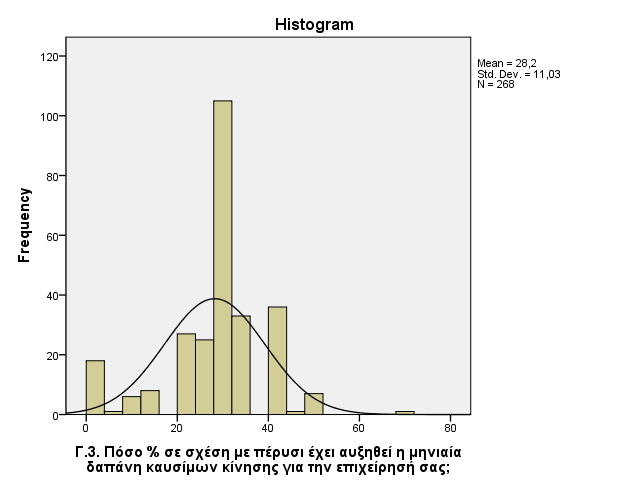 Histogram
Mean = 28,2
Std. Dev. = 11,03
N = 268
120
100
80
60
40
20
0
Frequency
0 20 40 60 80
Γ.3. Πόσο % σε σχέση με πέρυσι έχει αυξηθεί η μηνιαία
δαπάνη καυσίμων κίνησης για την επιχείρησή σας;